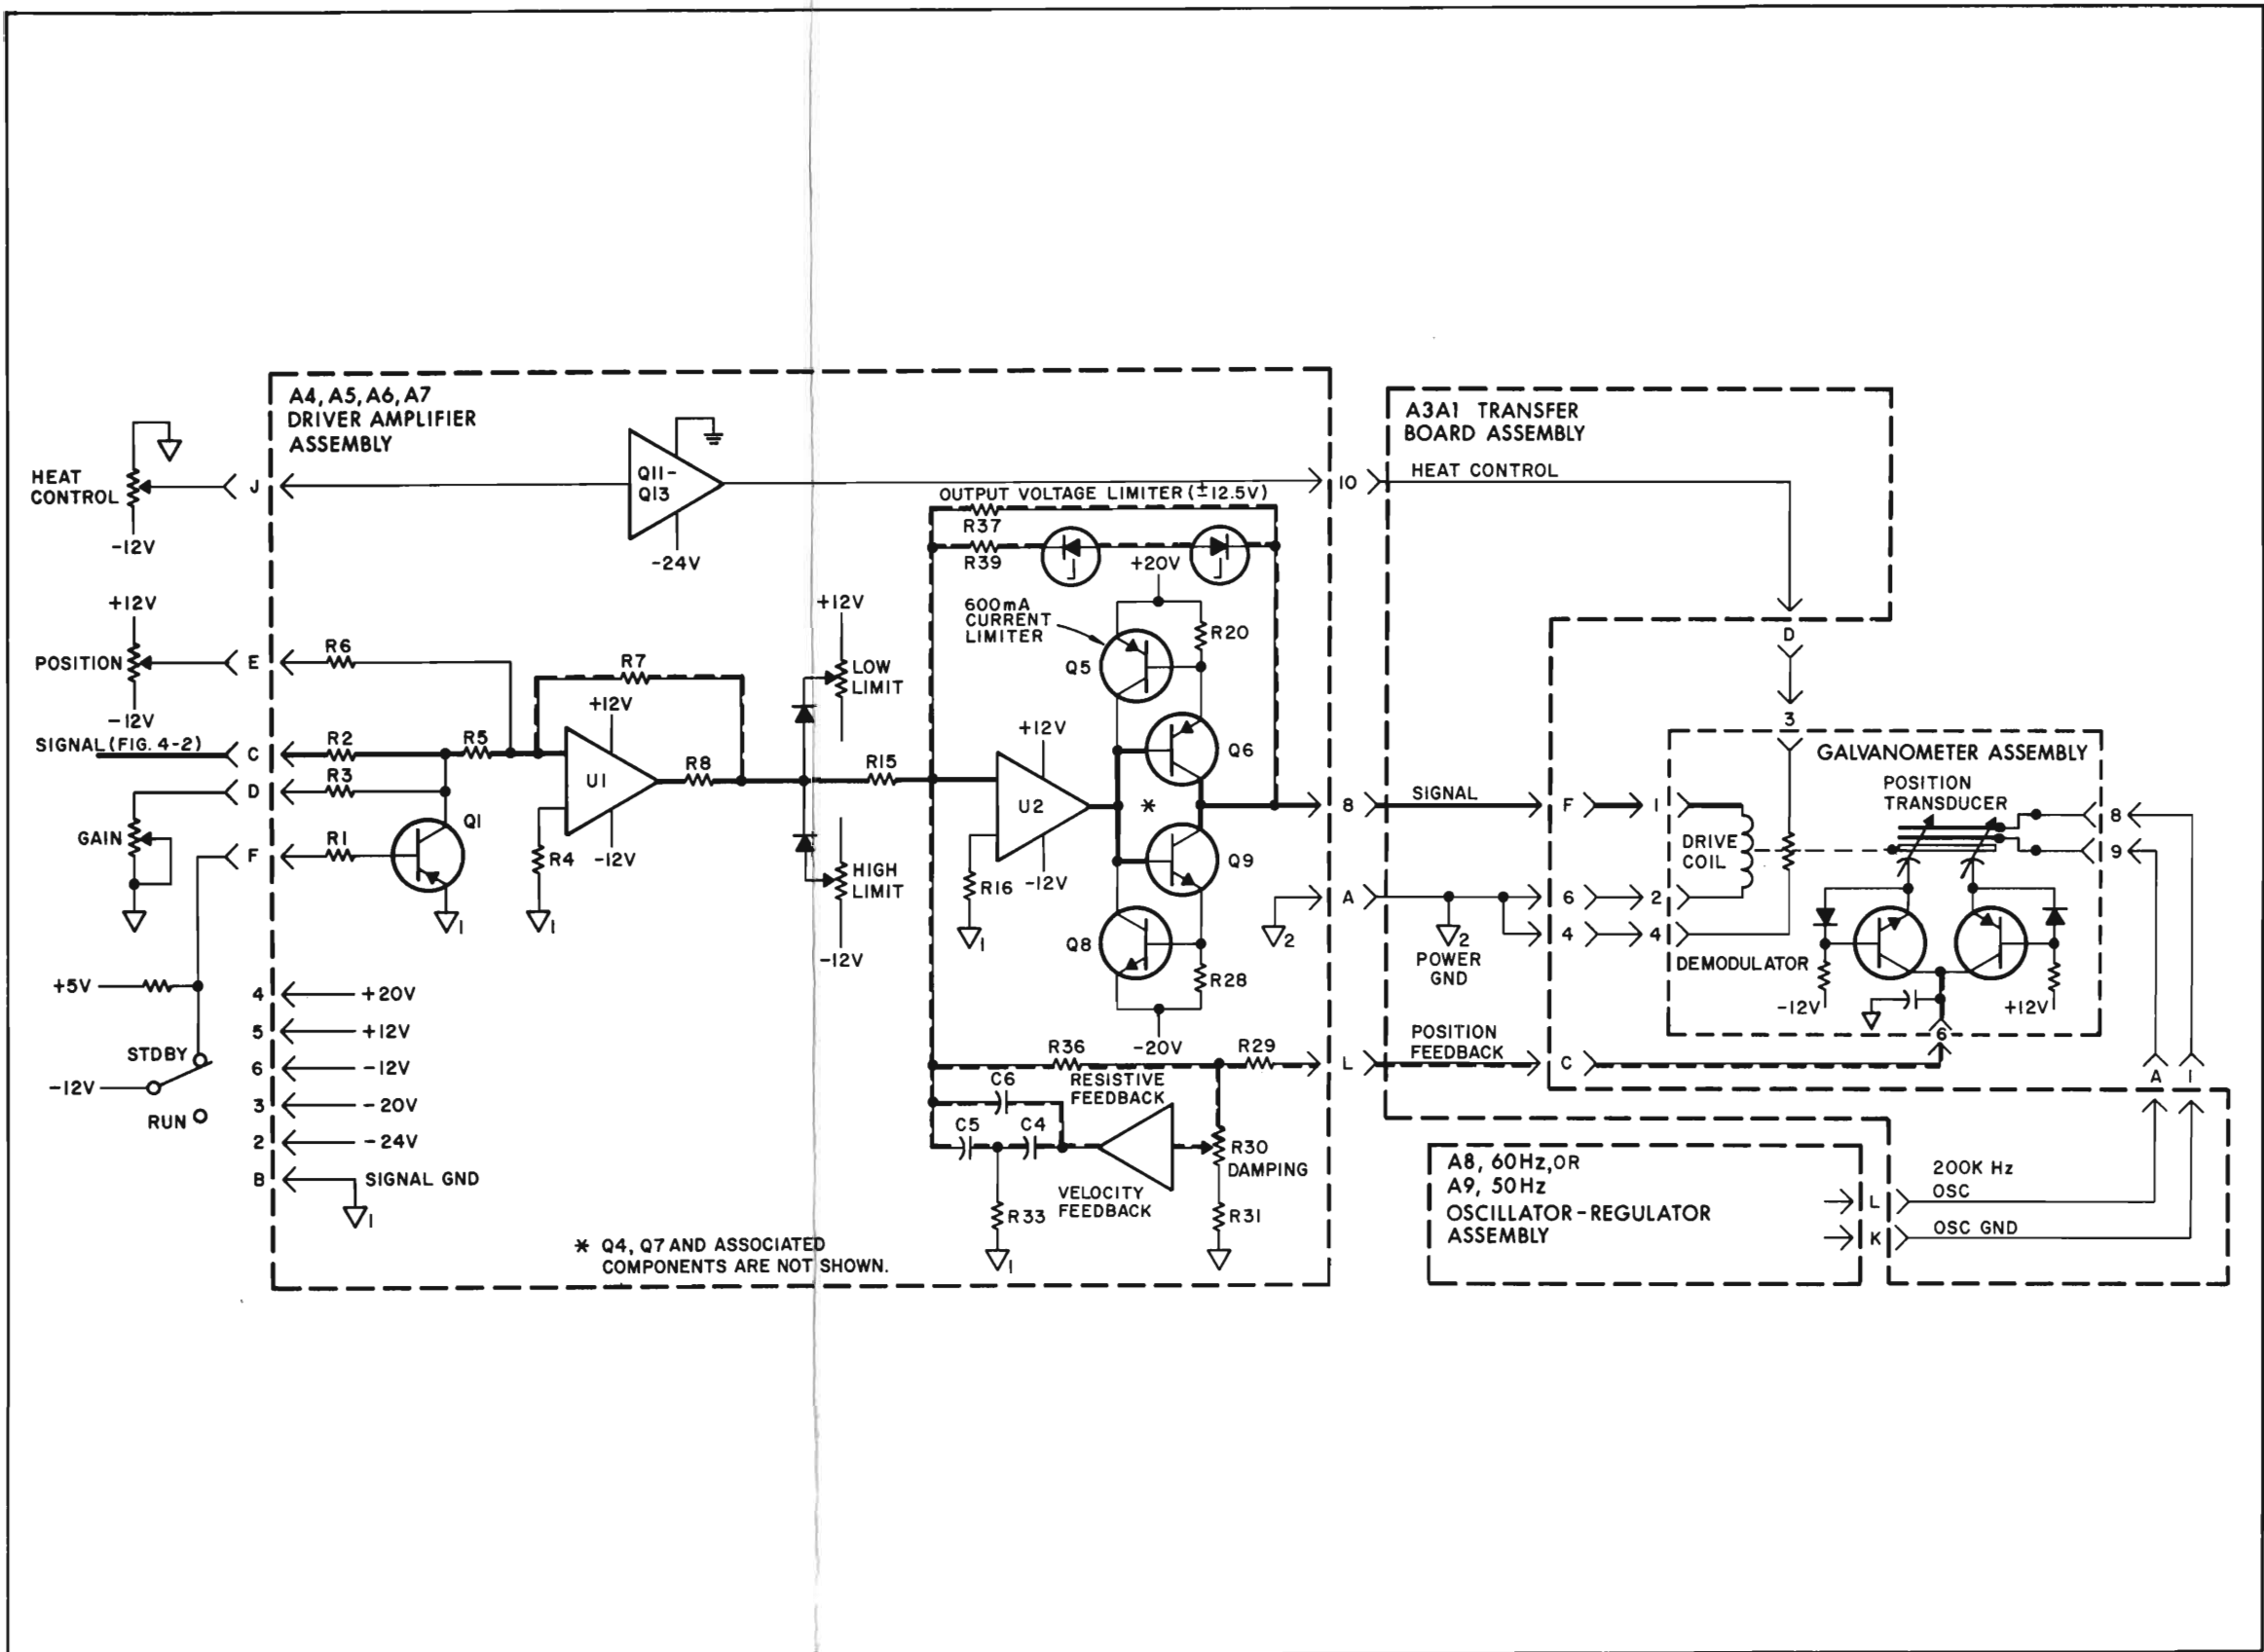 A4, A5, A6, A7
DRIVER AMPLIFIER
ASSEMBLY
HEAT
CONTROL
-12V
J
Q11-
Q13
-24V
10
HEAT CONTROL
A3A1 TRANSFER
BOARD ASSEMBLY
D
3
OUTPUT VOLTAGE LIMITER (±12.5V)
R37
R39
+20V
600mA
CURRENT
LIMITER
Q5
R20
Q6
+12V
POSITION
-12V
E
R6
R7
+12V
LOW
LIMIT
SIGNAL (FIG. 4-2)
C
R2
R5
+12V
U1
-12V
R8
R15
D
R3
GAIN
Q1
F
R1
1
R4
1
HIGH
LIMIT
-12V
+12V
U2
-12V
R16
1
*
Q9
Q8
R28
-20V
8
SIGNAL
F
1
A
2
2
POWER
GND
6
2
4
4
GALVANOMETER ASSEMBLY
POSITION
TRANSDUCER
DRIVE
COIL
8
9
DEMODULATOR
-12V
+12V
6
+5V
STDBY
-12V
RUN
4
+20V
5
+12V
6
-12V
3
-20V
2
-24V
B
SIGNAL GND
1
R36
R29
RESISTIVE
FEEDBACK
C6
C5
C4
R33
1
VELOCITY
FEEDBACK
R30
DAMPING
R31
L
POSITION
FEEDBACK
C
A
1
* Q4, Q7 AND ASSOCIATED
COMPONENTS ARE NOT SHOWN.
A8, 60Hz, OR
A9, 50Hz
OSCILLATOR-REGULATOR
ASSEMBLY
L
K
200K Hz
OSC
OSC GND